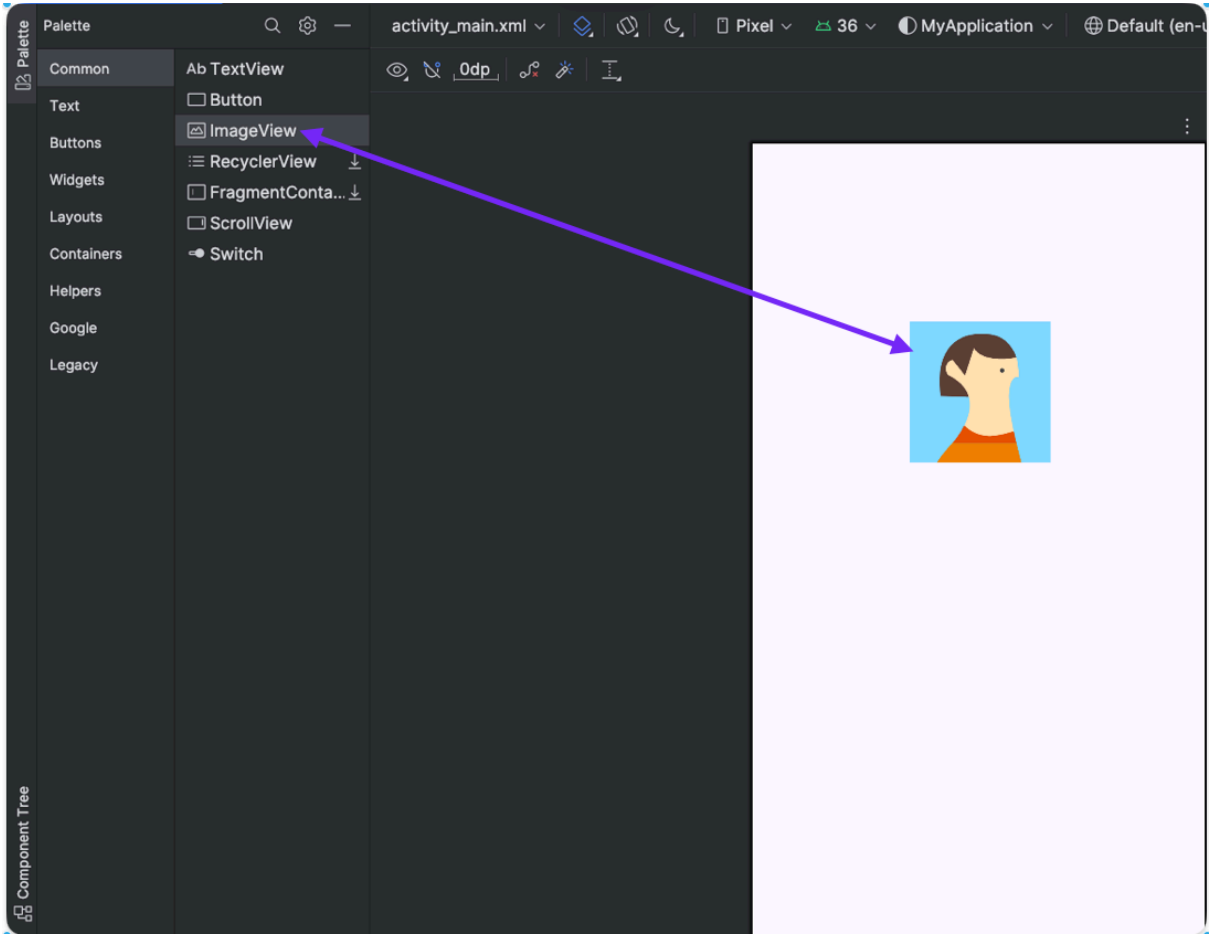 Palette
Palette
activity_main.xml
Pixel
36
MyApplication
Default (en-u
Common
Text
Buttons
Widgets
Layouts
Containers
Helpers
Google
Legacy
Ab TextView
Button
ImageView
RecyclerView
FragmentConta...
ScrollView
Switch
0dp
Component Tree